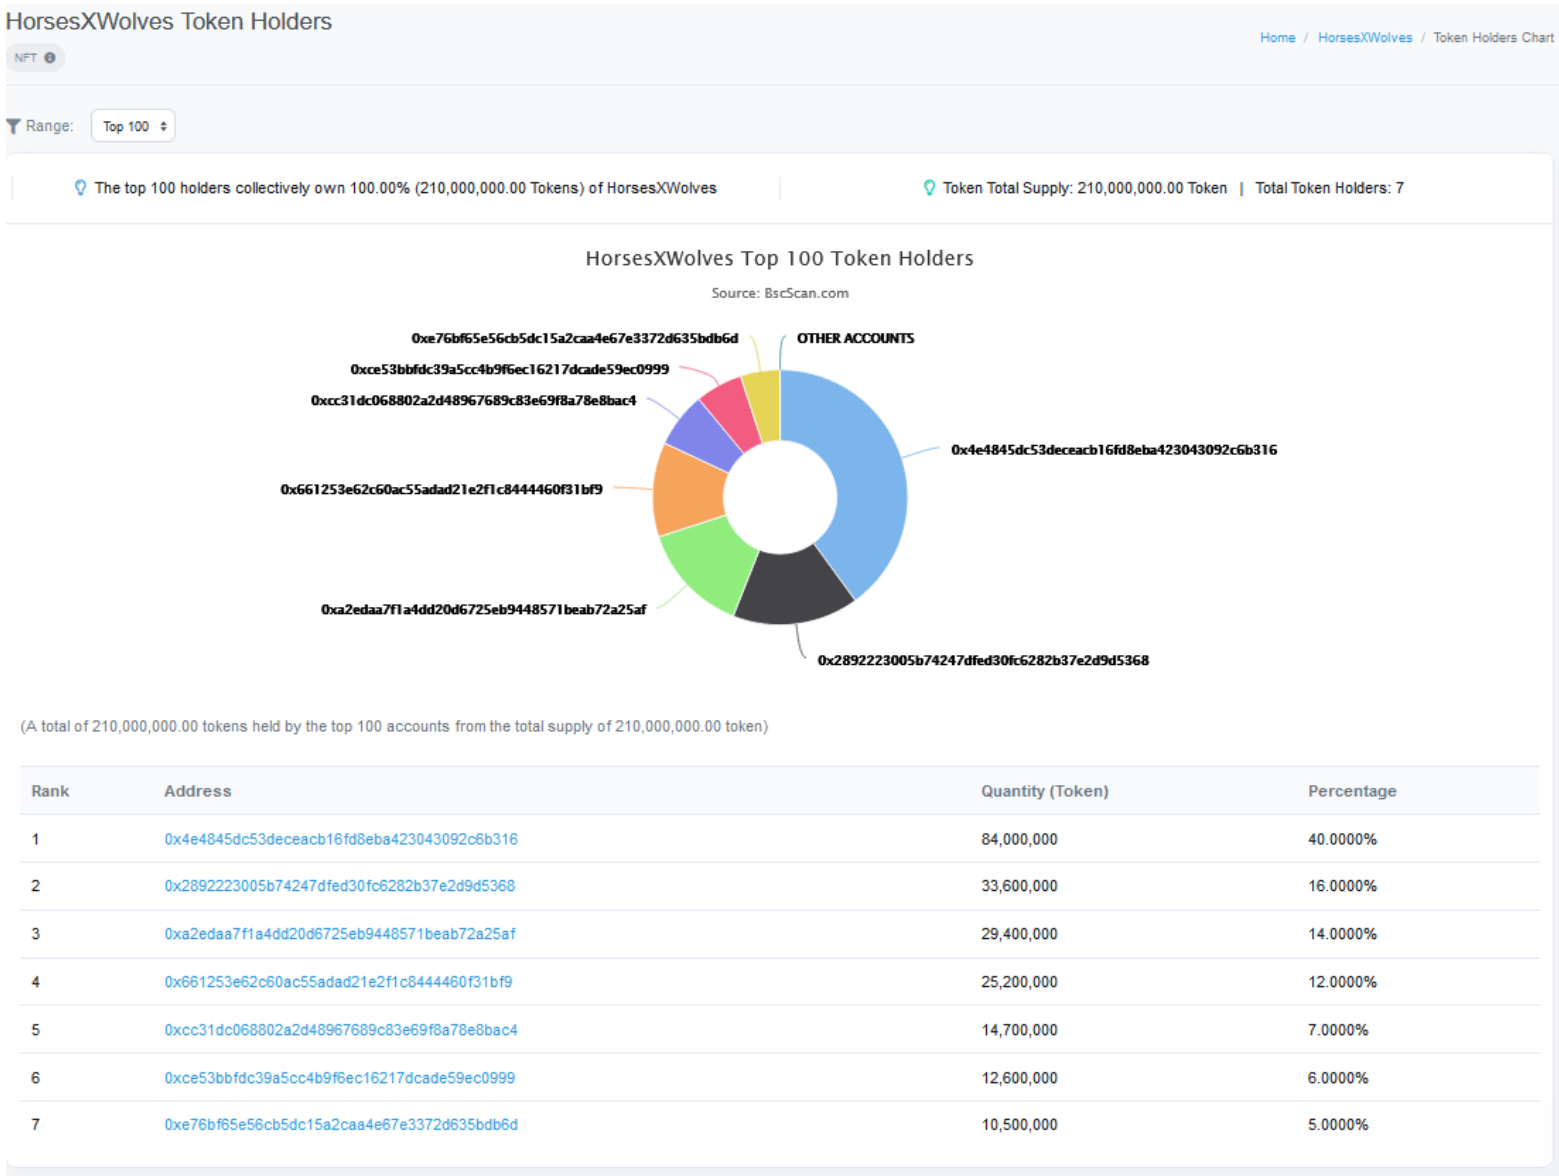 HorsesXWolves Token Holders
NFT
Home / HorsesXWolves / Token Holders Chart
Range: Top 100
The top 100 holders collectively own 100.00% (210,000,000.00 Tokens) of HorsesXWolves
Token Total Supply: 210,000,000.00 Token | Total Token Holders: 7
HorsesXWolves Top 100 Token Holders
Source: BscScan.com
0xe76bf65e56cb5dc15a2caa4e67e3372d635bdb6d
OTHER ACCOUNTS
0xce53bbfdc39a5cc4b9f6ec16217dcade59ec0999
0xcc31dc068802a2d48967689c83e69f8a78e8bac4
0x4e4845dc53deceacb16fd8eba423043092c6b316
0x661253e62c60ac55adad21e2f1c8444460f31bf9
0xa2edaa7f1a4dd20d6725eb9448571beab72a25af
0x2892223005b74247dfed30fc6282b37e2d9d5368
(A total of 210,000,000.00 tokens held by the top 100 accounts from the total supply of 210,000,000.00 token)
Rank Address Quantity (Token) Percentage
1 0x4e4845dc53deceacb16fd8eba423043092c6b316 84,000,000 40.0000%
2 0x2892223005b74247dfed30fc6282b37e2d9d5368 33,600,000 16.0000%
3 0xa2edaa7f1a4dd20d6725eb9448571beab72a25af 29,400,000 14.0000%
4 0x661253e62c60ac55adad21e2f1c8444460f31bf9 25,200,000 12.0000%
5 0xcc31dc068802a2d48967689c83e69f8a78e8bac4 14,700,000 7.0000%
6 0xce53bbfdc39a5cc4b9f6ec16217dcade59ec0999 12,600,000 6.0000%
7 0xe76bf65e56cb5dc15a2caa4e67e3372d635bdb6d 10,500,000 5.0000%